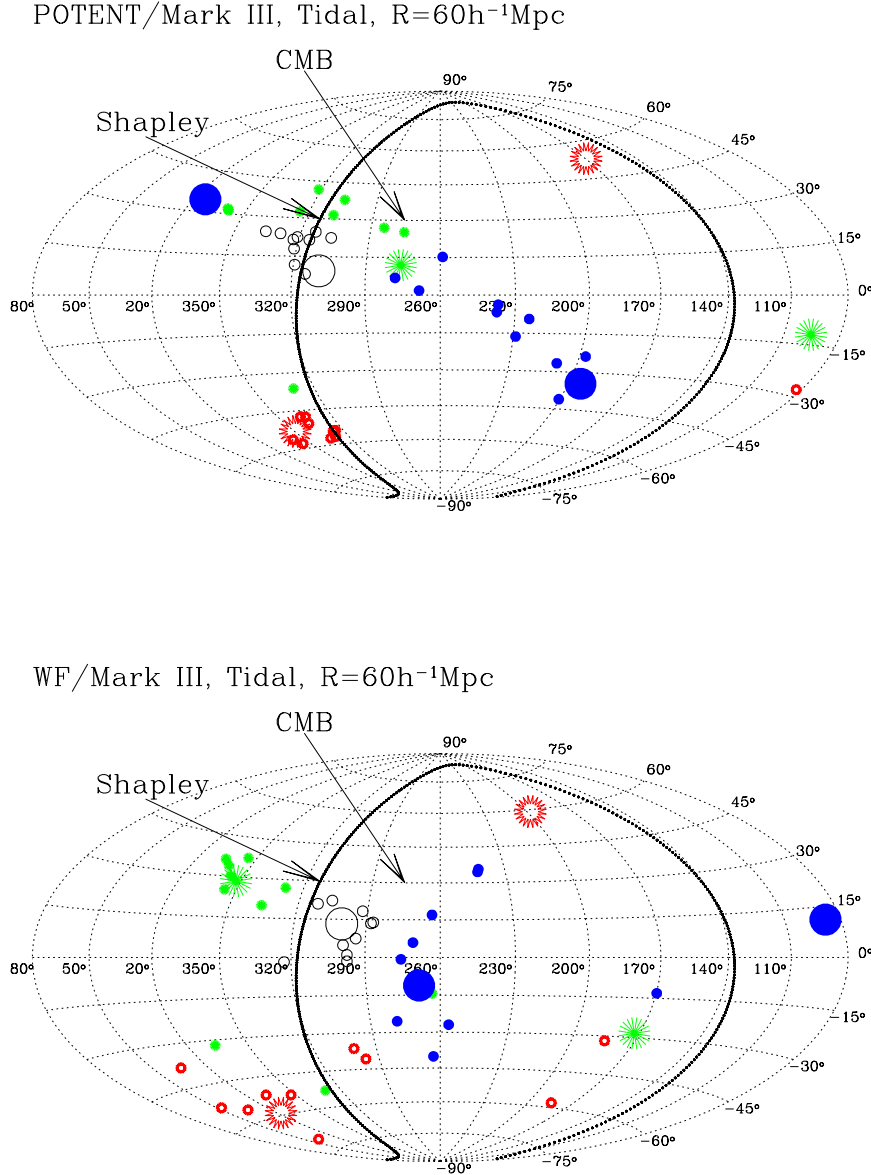 POTENT/Mark III, Tidal, R=60h⁻¹Mpc
CMB
Shapley
90° 75° 60° 45° 30° 15° 0° −15° −30° −45° −60° −75° −90°
80° 50° 20° 350° 320° 290° 260° 230° 200° 170° 140° 110°
WF/Mark III, Tidal, R=60h⁻¹Mpc
CMB
Shapley
90° 75° 60° 45° 30° 15° 0° −15° −30° −45° −60° −75° −90°
80° 50° 20° 350° 320° 290° 260° 230° 200° 170° 140° 110°